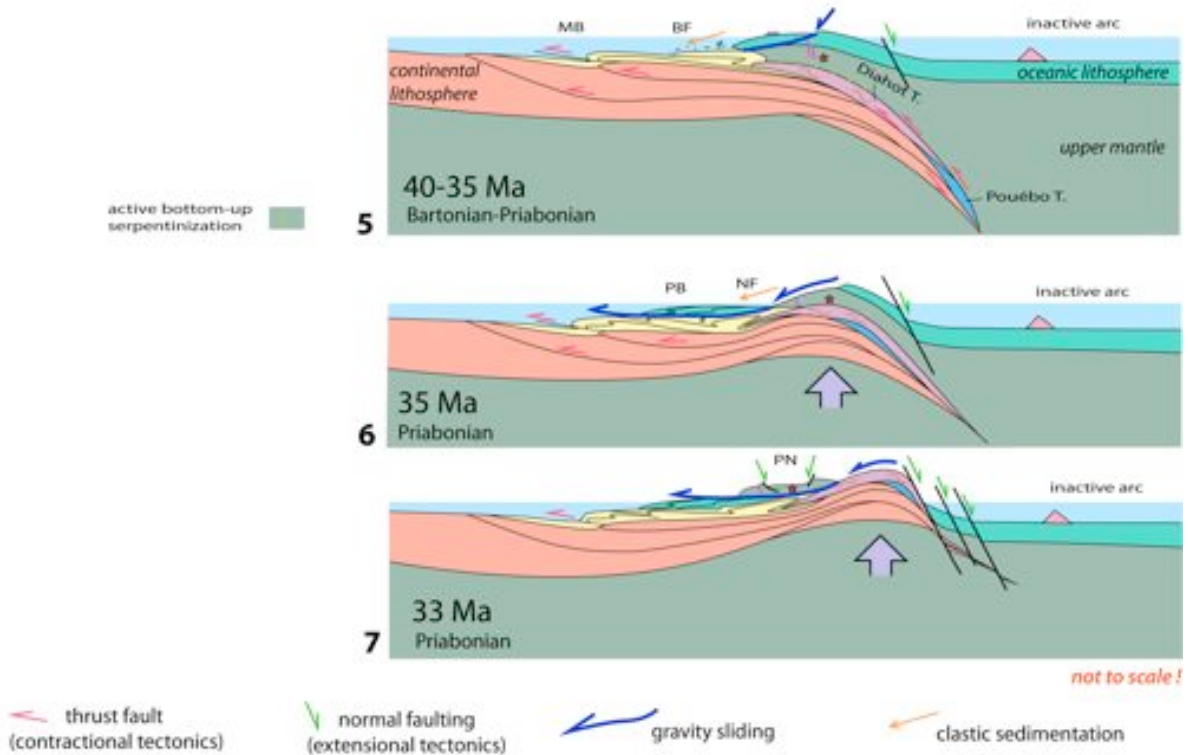 MB
BF
inactive arc
continental
lithosphere
Diahot T.
oceanic lithosphere
upper mantle
40-35 Ma
Pouébo T.
active bottom-up
serpentinization
5
Bartonian-Priabonian
PB
NF
inactive arc
35 Ma
6
Priabonian
PN
inactive arc
33 Ma
7
Priabonian
not to scale !
thrust fault
(contractional tectonics)
normal faulting
(extensional tectonics)
gravity sliding
clastic sedimentation